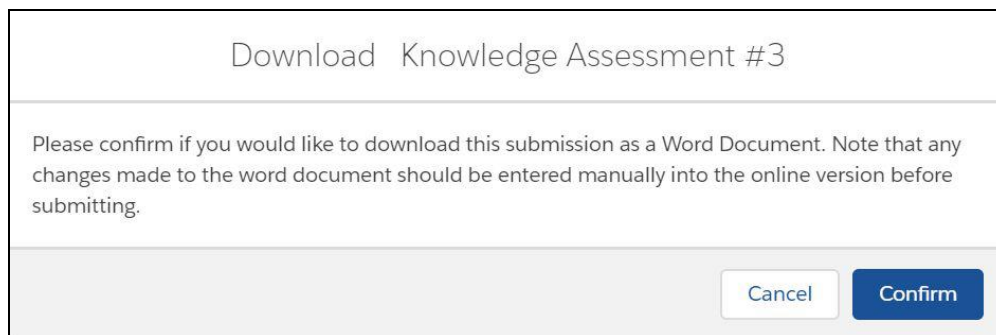 Download Knowledge Assessment #3
Please confirm if you would like to download this submission as a Word Document. Note that any
changes made to the word document should be entered manually into the online version before
submitting.
Cancel Confirm